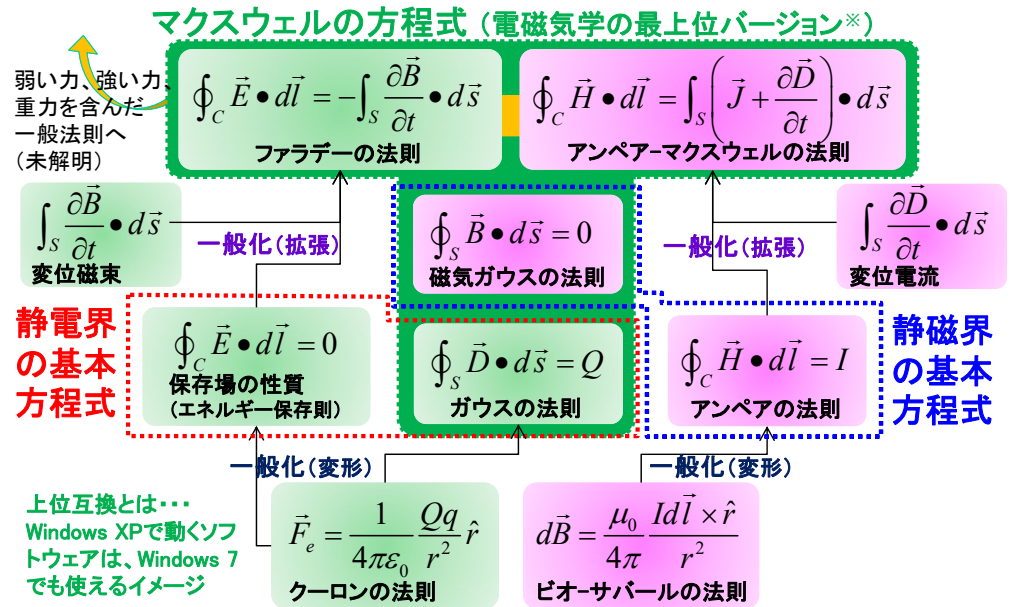 マクスウェルの方程式（電磁気学の最上位バージョン※）
弱い力、強い力、
重力を含んだ
一般法則へ
（未解明）
∮_C E⃗ • dl⃗ = −∫_S ∂B⃗/∂t • ds⃗
ファラデーの法則
∮_C H⃗ • dl⃗ = ∫_S (J⃗ + ∂D⃗/∂t) • ds⃗
アンペア-マクスウェルの法則
∫_S ∂B⃗/∂t • ds⃗
変位磁束
一般化（拡張）
∮_S B⃗ • ds⃗ = 0
磁気ガウスの法則
一般化（拡張）
∫_S ∂D⃗/∂t • ds⃗
変位電流
静電界
の基本
方程式
∮_C E⃗ • dl⃗ = 0
保存場の性質
（エネルギー保存則）
∮_S D⃗ • ds⃗ = Q
ガウスの法則
∮_C H⃗ • dl⃗ = I
アンペアの法則
静磁界
の基本
方程式
一般化（変形）
一般化（変形）
上位互換とは･･･
Windows XPで動くソフ
トウェアは、Windows 7
でも使えるイメージ
F⃗_e = 1/(4πε₀) Qq/r² r̂
クーロンの法則
dB⃗ = μ₀/4π Idl⃗ × r̂/r²
ビオ-サバールの法則